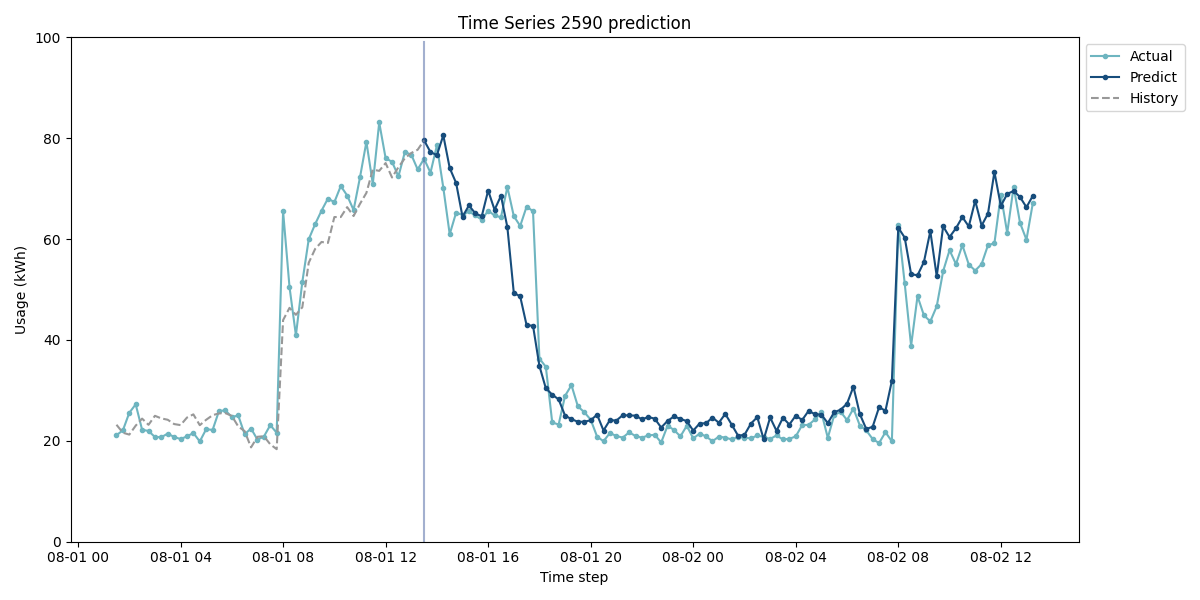 Time Series 2590 prediction
Usage (kWh)
100
80
60
40
20
0
08-01 00
08-01 04
08-01 08
08-01 12
08-01 16
08-01 20
08-02 00
08-02 04
08-02 08
08-02 12
Time step
Actual
Predict
History